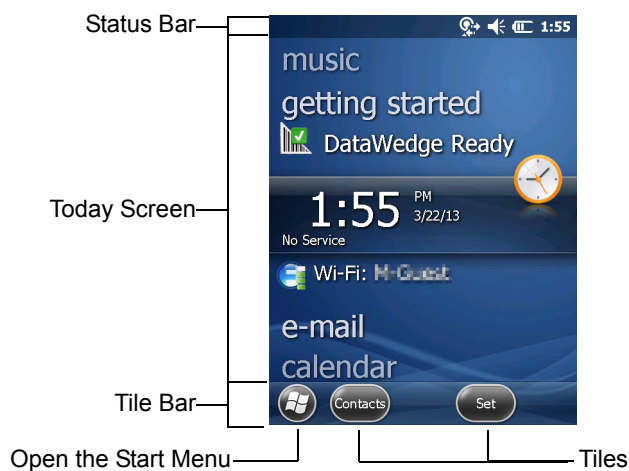 Status Bar
1:55
music
getting started
DataWedge Ready
Today Screen
1:55 PM
3/22/13
No Service
Wi-Fi:
e-mail
calendar
Tile Bar
Contacts
Set
Open the Start Menu
Tiles